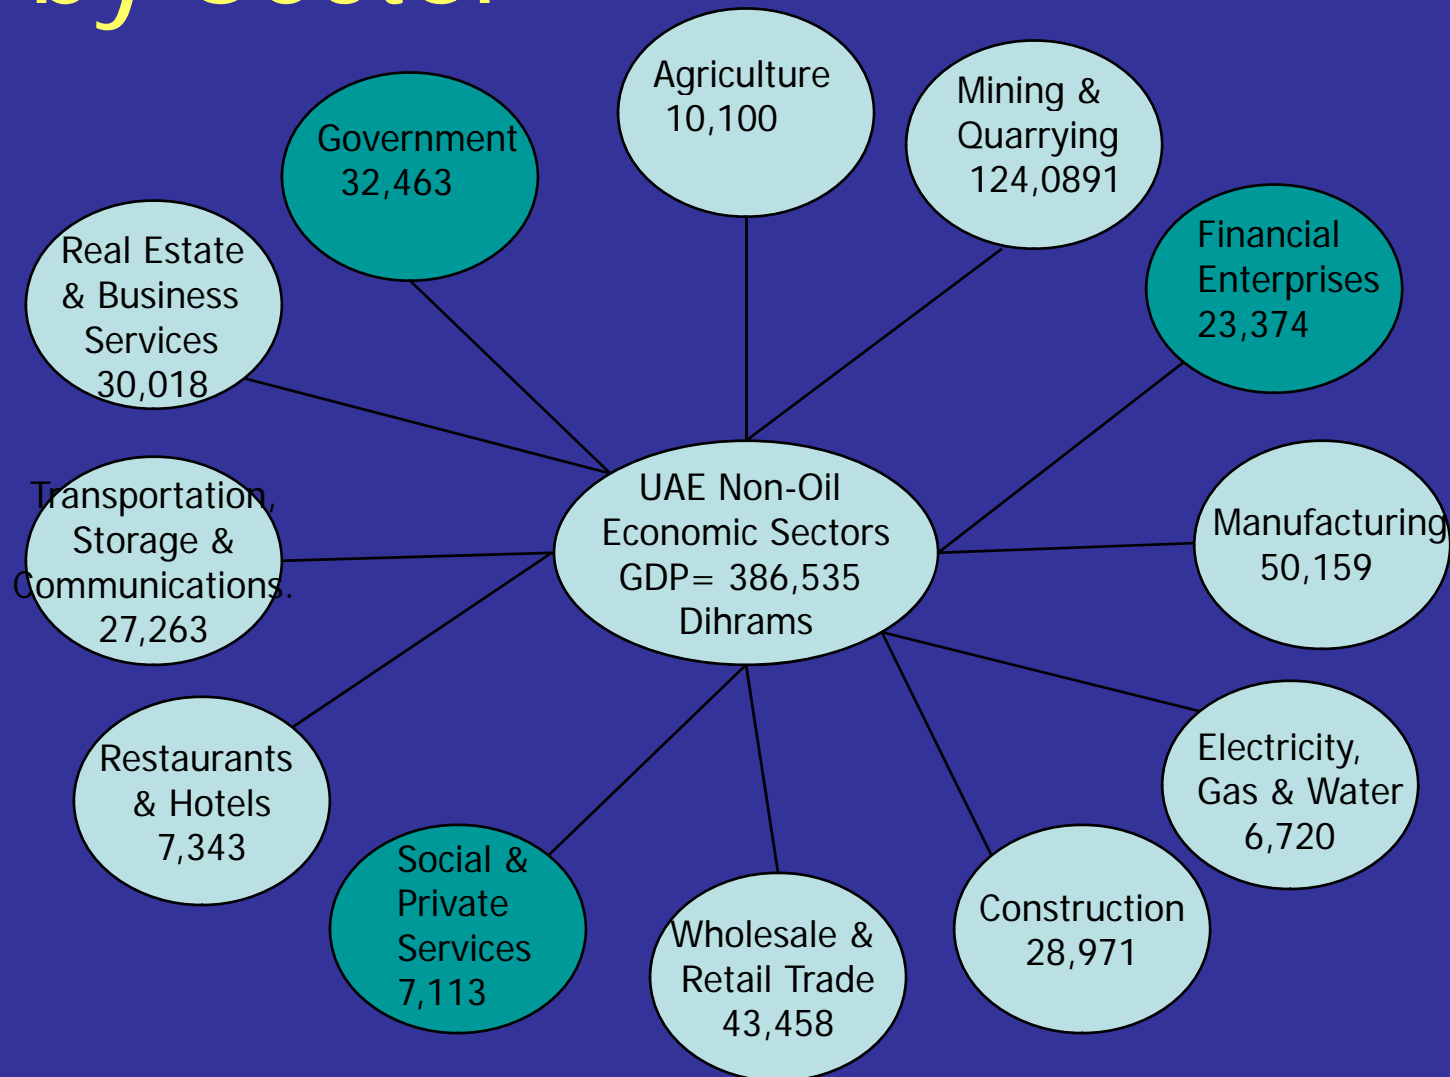 by Sector
Agriculture
10,100
Mining &
Quarrying
124,0891
Government
32,463
Financial
Enterprises
23,374
Real Estate
& Business
Services
30,018
UAE Non-Oil
Economic Sectors
GDP= 386,535
Dihrams
Manufacturing
50,159
Transportation,
Storage &
Communications.
27,263
Electricity,
Gas & Water
6,720
Restaurants
& Hotels
7,343
Social &
Private
Services
7,113
Wholesale &
Retail Trade
43,458
Construction
28,971